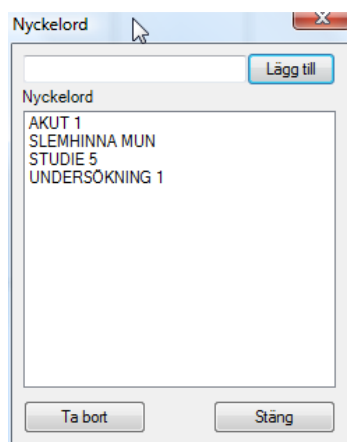 Nyckelord
Lägg till
Nyckelord
AKUT 1
SLEMHINNA MUN
STUDIE 5
UNDERSÖKNING 1
Ta bort
Stäng